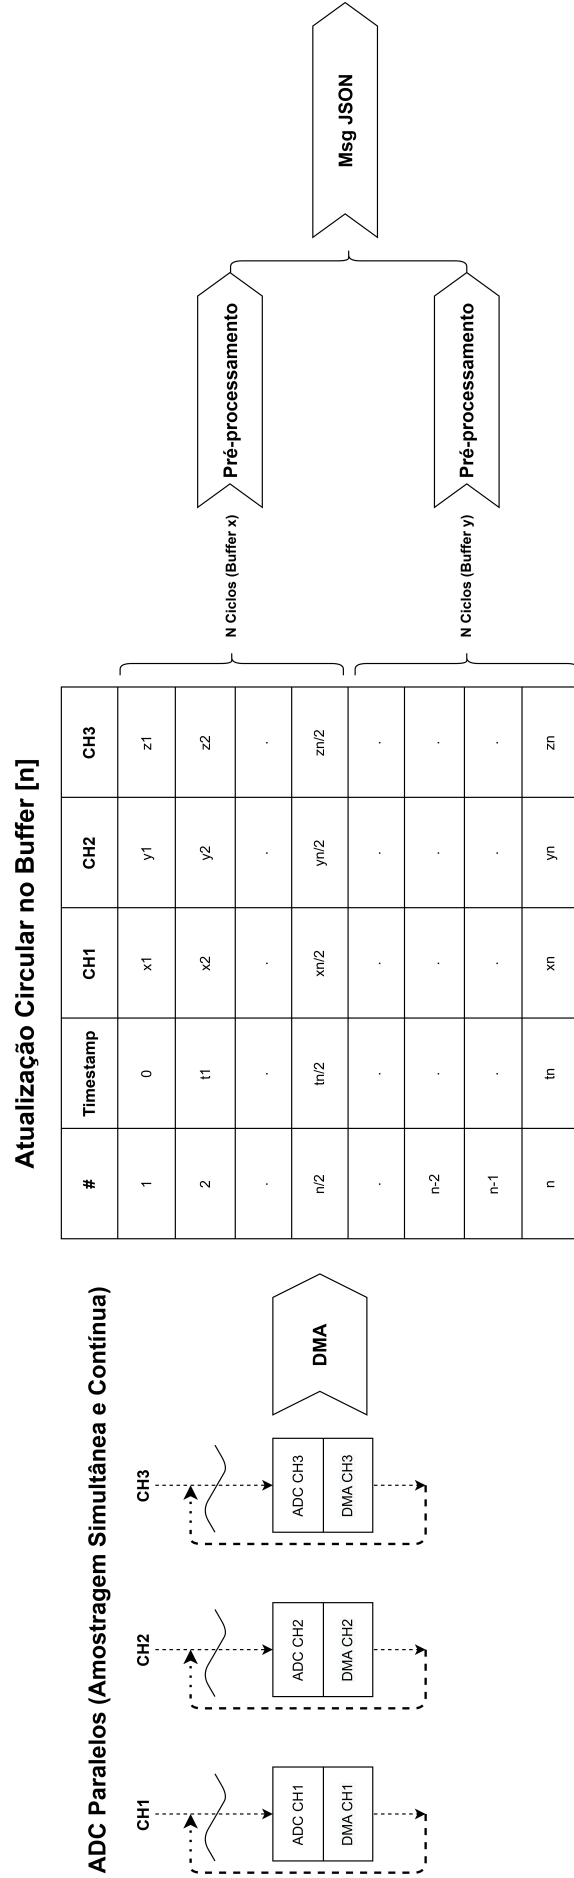 ADC Paralelos (Amostragem Simultânea e Contínua)
CH1 CH2 CH3
ADC CH1 ADC CH2 ADC CH3
DMA CH1 DMA CH2 DMA CH3
DMA
Atualização Circular no Buffer [n]
# Timestamp CH1 CH2 CH3
1 0 x1 y1 z1
2 t1 x2 y2 z2
. . . . .
n/2 tn/2 xn/2 yn/2 zn/2
. . . . .
n-2 . . . .
n-1 . . . .
n tn xn yn zn
N Ciclos (Buffer x)
N Ciclos (Buffer y)
Pré-processamento
Pré-processamento
Msg JSON